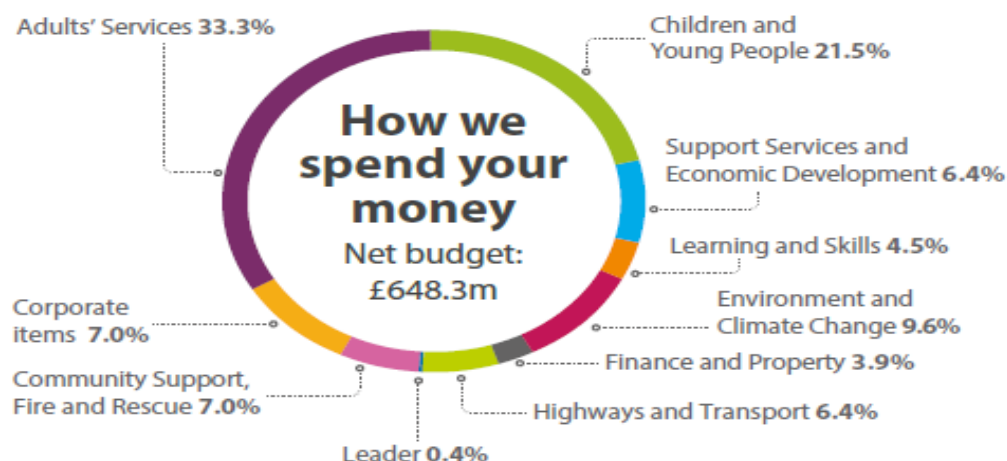 Adults' Services 33.3%
Children and
Young People 21.5%
How we
spend your
money
Net budget:
£648.3m
Support Services and
Economic Development 6.4%
Learning and Skills 4.5%
Environment and
Climate Change 9.6%
Finance and Property 3.9%
Highways and Transport 6.4%
Leader 0.4%
Community Support,
Fire and Rescue 7.0%
Corporate
items 7.0%